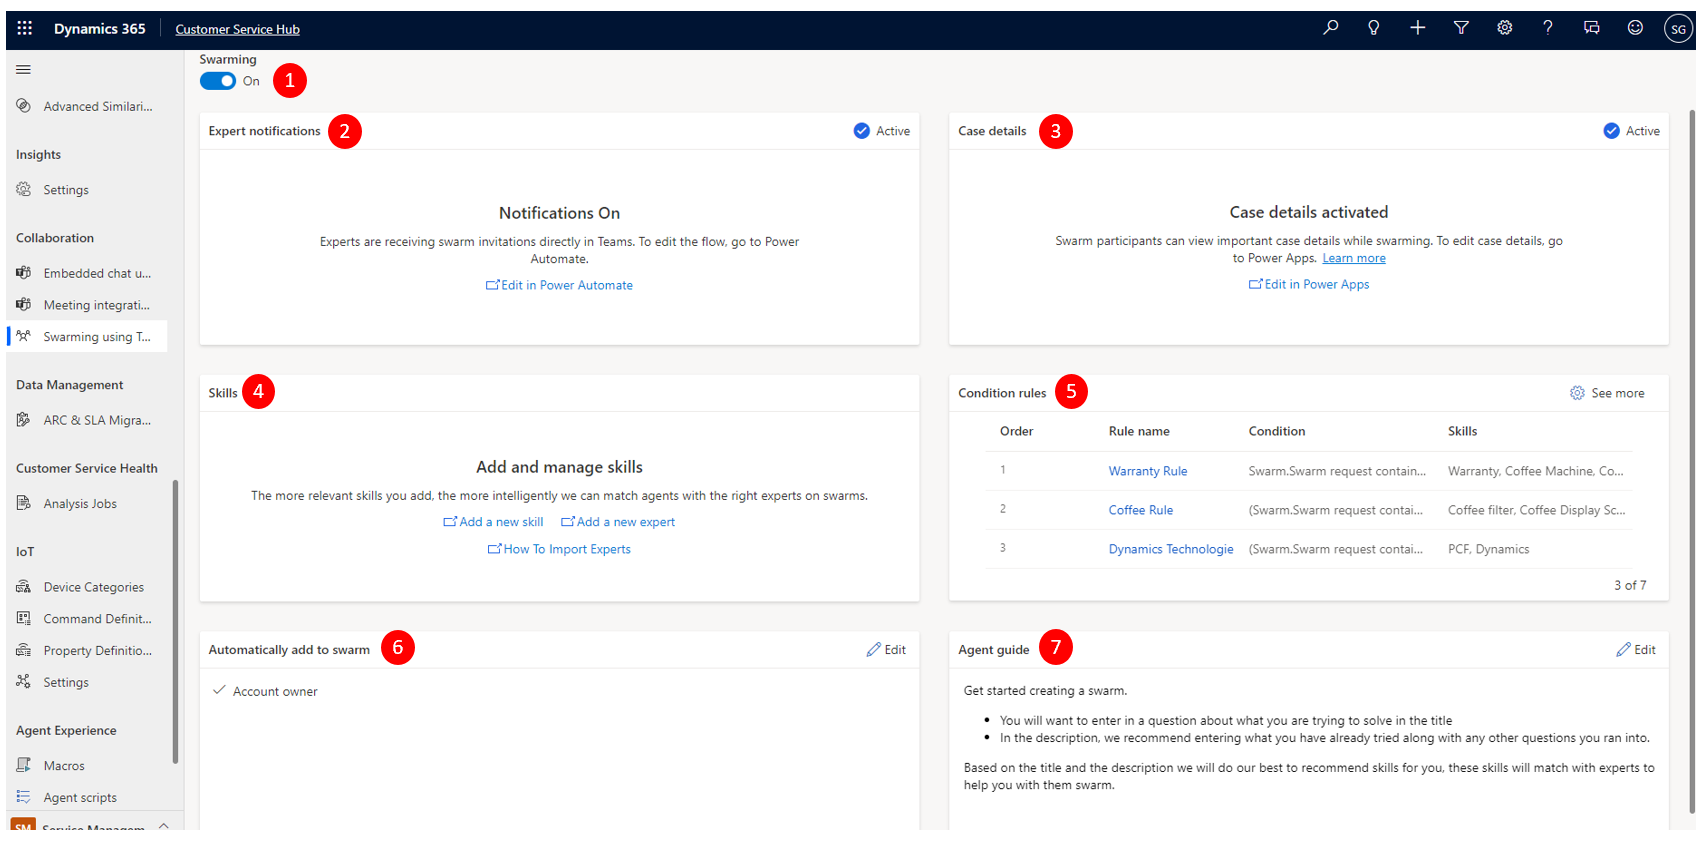 Dynamics 365
Customer Service Hub
SG
Swarming
On
1
Advanced Similari...
Insights
Settings
Collaboration
Embedded chat u...
Meeting integrati...
Swarming using T...
Data Management
ARC & SLA Migra...
Customer Service Health
Analysis Jobs
IoT
Device Categories
Command Definit...
Property Definitio...
Settings
Agent Experience
Macros
Agent scripts
SM Service Managem
Expert notifications
2
Active
Notifications On
Experts are receiving swarm invitations directly in Teams. To edit the flow, go to Power
Automate.
Edit in Power Automate
Case details
3
Active
Case details activated
Swarm participants can view important case details while swarming. To edit case details, go
to Power Apps. Learn more
Edit in Power Apps
Skills
4
Add and manage skills
The more relevant skills you add, the more intelligently we can match agents with the right experts on swarms.
Add a new skill Add a new expert
How To Import Experts
Condition rules
5
See more
Order Rule name Condition Skills
1 Warranty Rule Swarm.Swarm request contain... Warranty, Coffee Machine, Co...
2 Coffee Rule (Swarm.Swarm request contai... Coffee filter, Coffee Display Sc...
3 Dynamics Technologie (Swarm.Swarm request contai... PCF, Dynamics
3 of 7
Automatically add to swarm
6
Edit
Account owner
Agent guide
7
Edit
Get started creating a swarm.
• You will want to enter in a question about what you are trying to solve in the title
• In the description, we recommend entering what you have already tried along with any other questions you ran into.
Based on the title and the description we will do our best to recommend skills for you, these skills will match with experts to
help you with them swarm.